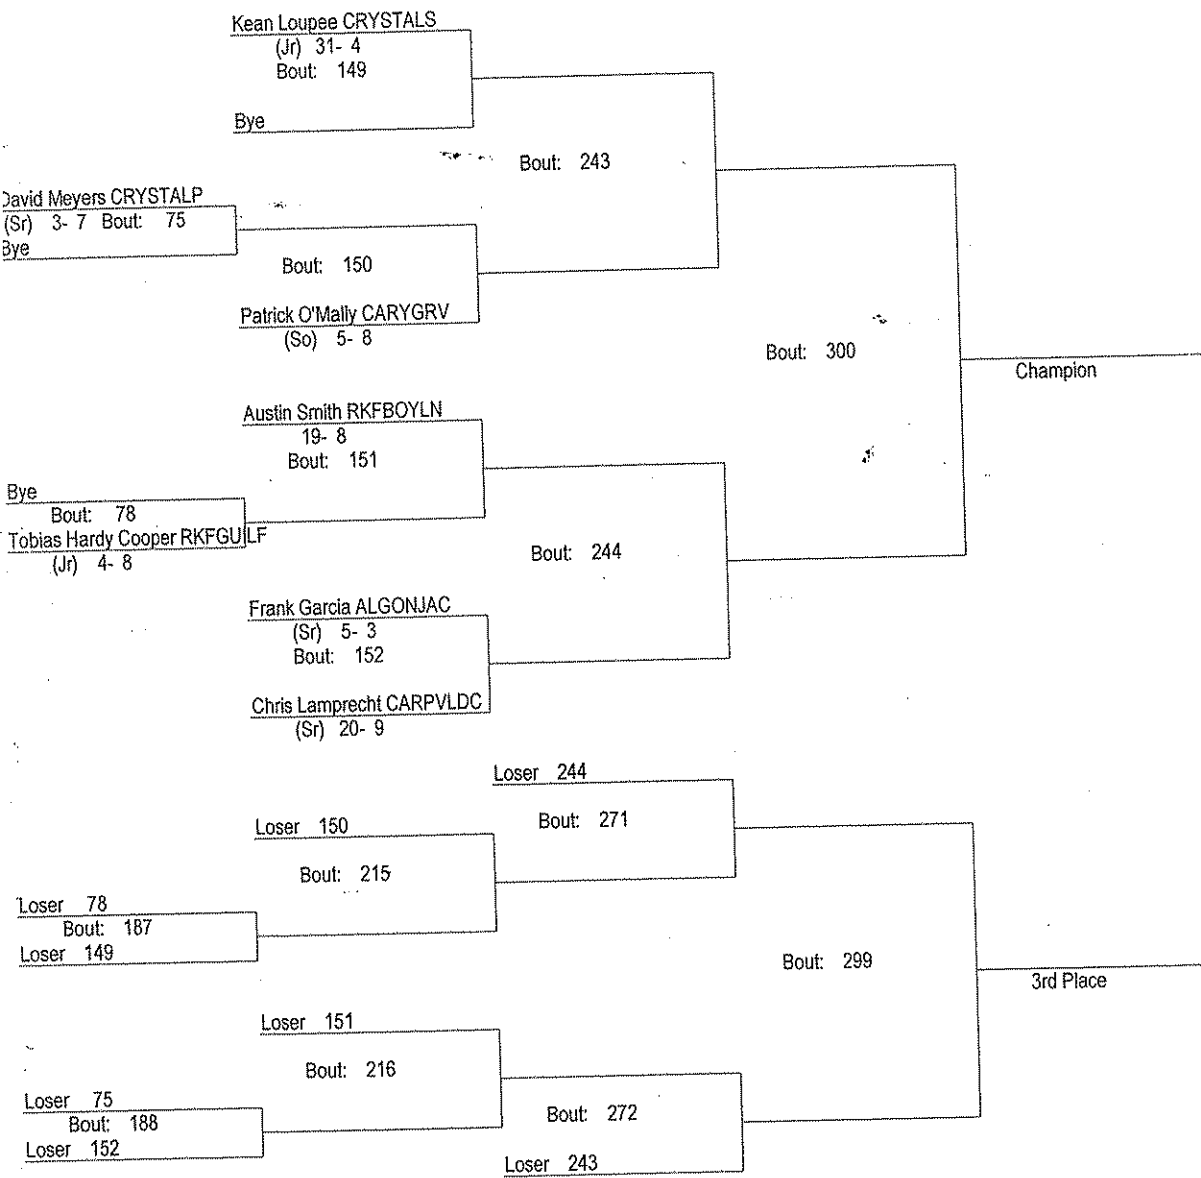 Kean Loupee CRYSTALS
(Jr) 31- 4
Bout: 149
Bye
Bout: 243
David Meyers CRYSTALP
(Sr) 3- 7 Bout: 75
Bye
Bout: 150
Patrick O'Mally CARYGRV
(So) 5- 8
Bout: 300
Champion
Austin Smith RKFBOYLN
19- 8
Bout: 151
Bye
Bout: 78
Tobias Hardy Cooper RKFGUILF
(Jr) 4- 8
Bout: 244
Frank Garcia ALGONJAC
(Sr) 5- 3
Bout: 152
Chris Lamprecht CARPVLDC
(Sr) 20- 9
Loser 244
Bout: 271
Loser 150
Bout: 215
Loser 78
Bout: 187
Loser 149
Bout: 299
3rd Place
Loser 151
Bout: 216
Loser 75
Bout: 188
Loser 152
Bout: 272
Loser 243